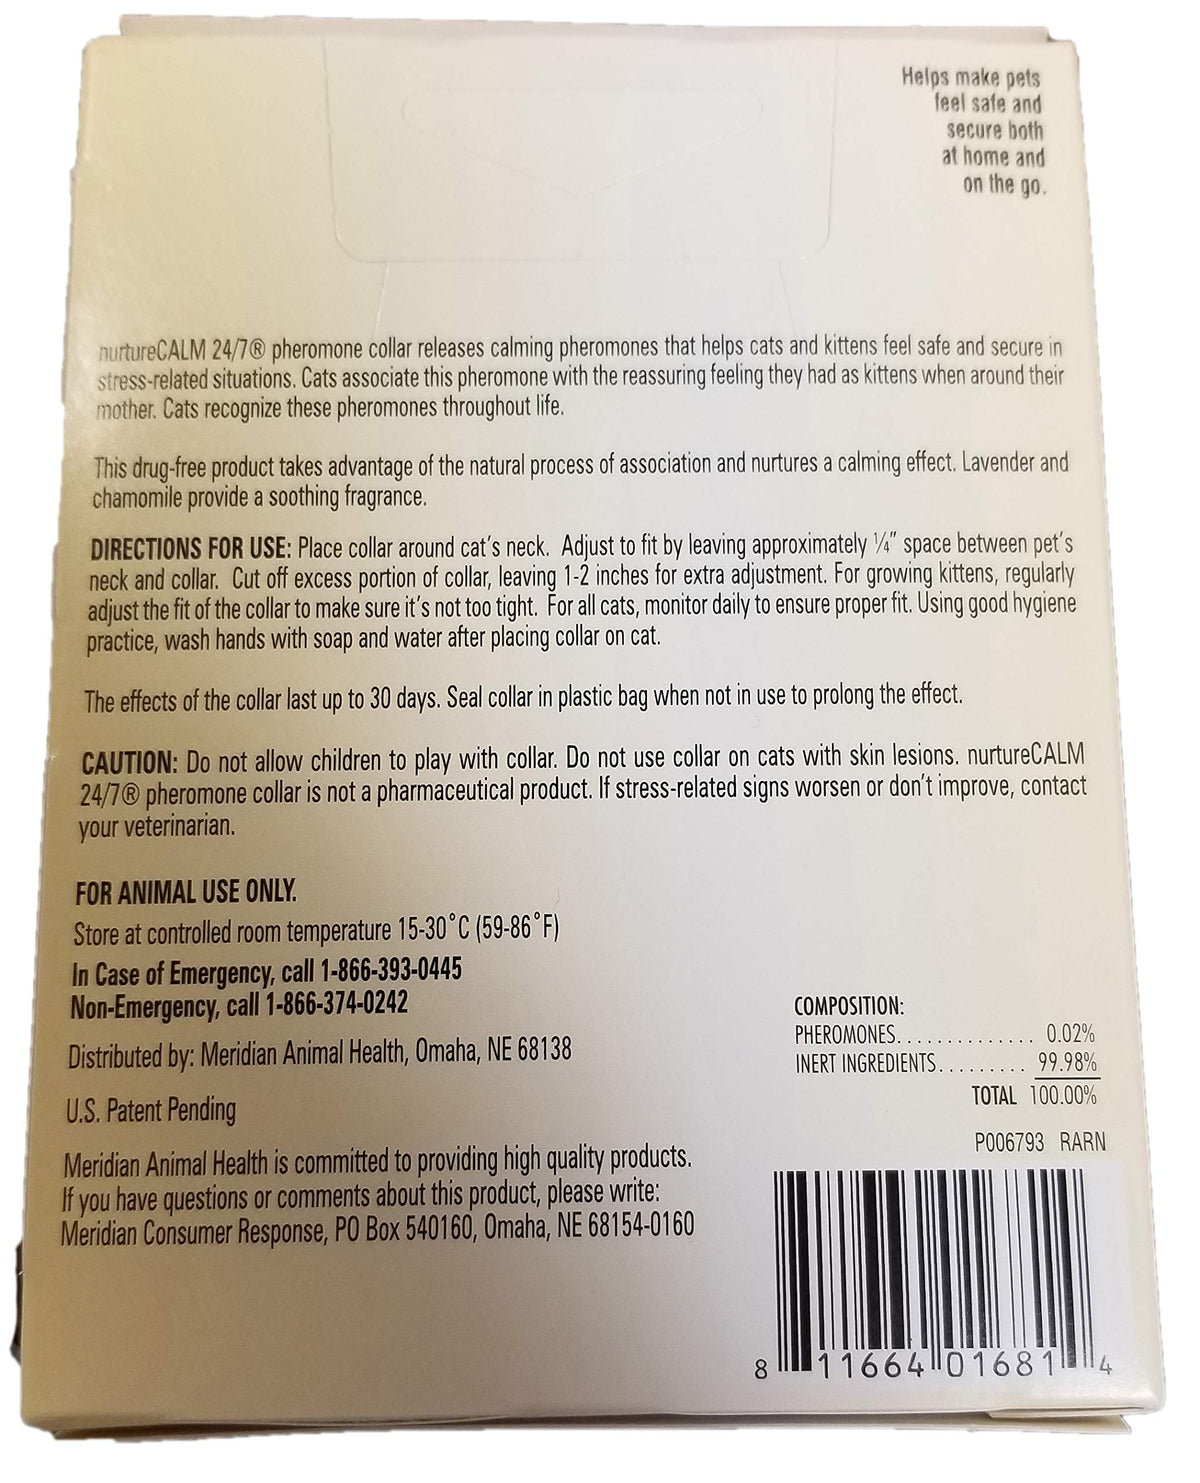 Helps make pets
feel safe and
secure both
at home and
on the go.
nurtureCALM 24/7® pheromone collar releases calming pheromones that helps cats and kittens feel safe and secure in
stress-related situations. Cats associate this pheromone with the reassuring feeling they had as kittens when around their
mother. Cats recognize these pheromones throughout life.
This drug-free product takes advantage of the natural process of association and nurtures a calming effect. Lavender and
chamomile provide a soothing fragrance.
DIRECTIONS FOR USE: Place collar around cat's neck. Adjust to fit by leaving approximately ¼" space between pet's
neck and collar. Cut off excess portion of collar, leaving 1-2 inches for extra adjustment. For growing kittens, regularly
adjust the fit of the collar to make sure it's not too tight. For all cats, monitor daily to ensure proper fit. Using good hygiene
practice, wash hands with soap and water after placing collar on cat.
The effects of the collar last up to 30 days. Seal collar in plastic bag when not in use to prolong the effect.
CAUTION: Do not allow children to play with collar. Do not use collar on cats with skin lesions. nurtureCALM
24/7® pheromone collar is not a pharmaceutical product. If stress-related signs worsen or don't improve, contact
your veterinarian.
FOR ANIMAL USE ONLY.
Store at controlled room temperature 15-30°C (59-86°F)
In Case of Emergency, call 1-866-393-0445
Non-Emergency, call 1-866-374-0242
Distributed by: Meridian Animal Health, Omaha, NE 68138
U.S. Patent Pending
Meridian Animal Health is committed to providing high quality products.
If you have questions or comments about this product, please write:
Meridian Consumer Response, PO Box 540160, Omaha, NE 68154-0160
COMPOSITION:
PHEROMONES.............. 0.02%
INERT INGREDIENTS......... 99.98%
TOTAL 100.00%
P006793 RARN
8 11664 01681 4